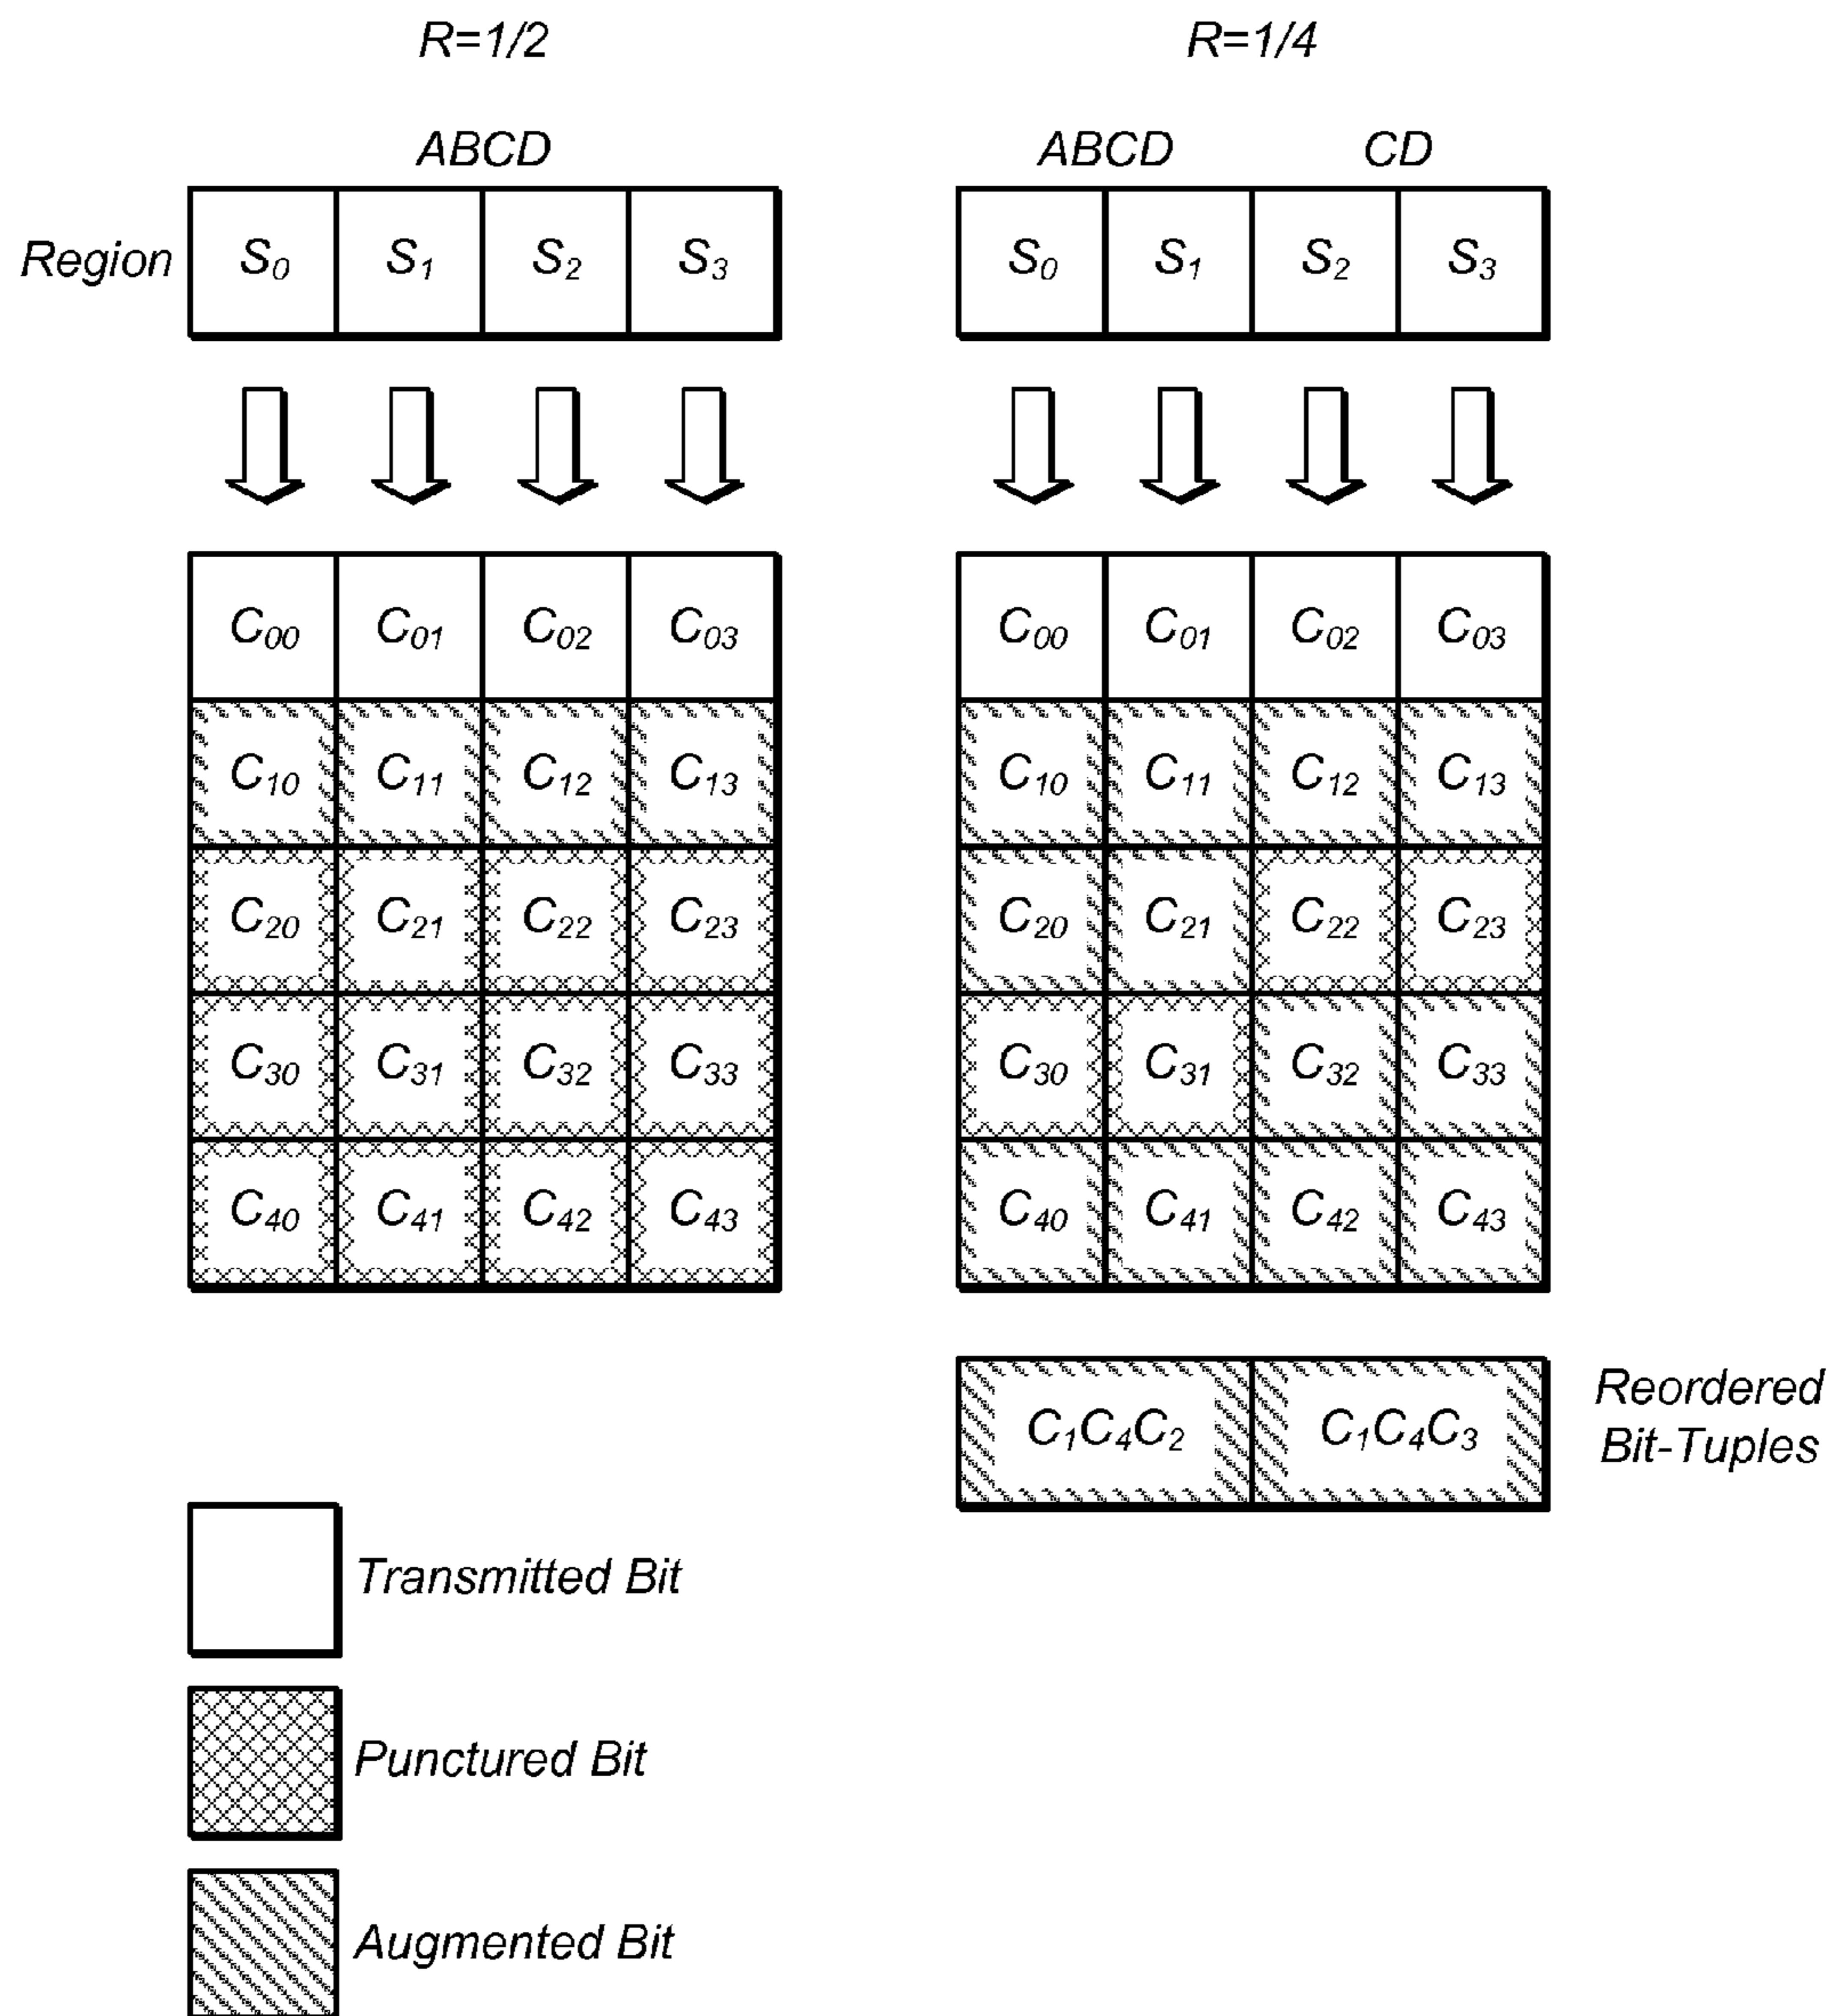 R=1/2 R=1/4
ABCD ABCD CD
Region S₀ S₁ S₂ S₃ S₀ S₁ S₂ S₃
C₀₀ C₀₁ C₀₂ C₀₃ C₀₀ C₀₁ C₀₂ C₀₃
C₁₀ C₁₁ C₁₂ C₁₃ C₁₀ C₁₁ C₁₂ C₁₃
C₂₀ C₂₁ C₂₂ C₂₃ C₂₀ C₂₁ C₂₂ C₂₃
C₃₀ C₃₁ C₃₂ C₃₃ C₃₀ C₃₁ C₃₂ C₃₃
C₄₀ C₄₁ C₄₂ C₄₃ C₄₀ C₄₁ C₄₂ C₄₃
C₁C₄C₂ C₁C₄C₃
Reordered
Bit-Tuples
Transmitted Bit
Punctured Bit
Augmented Bit